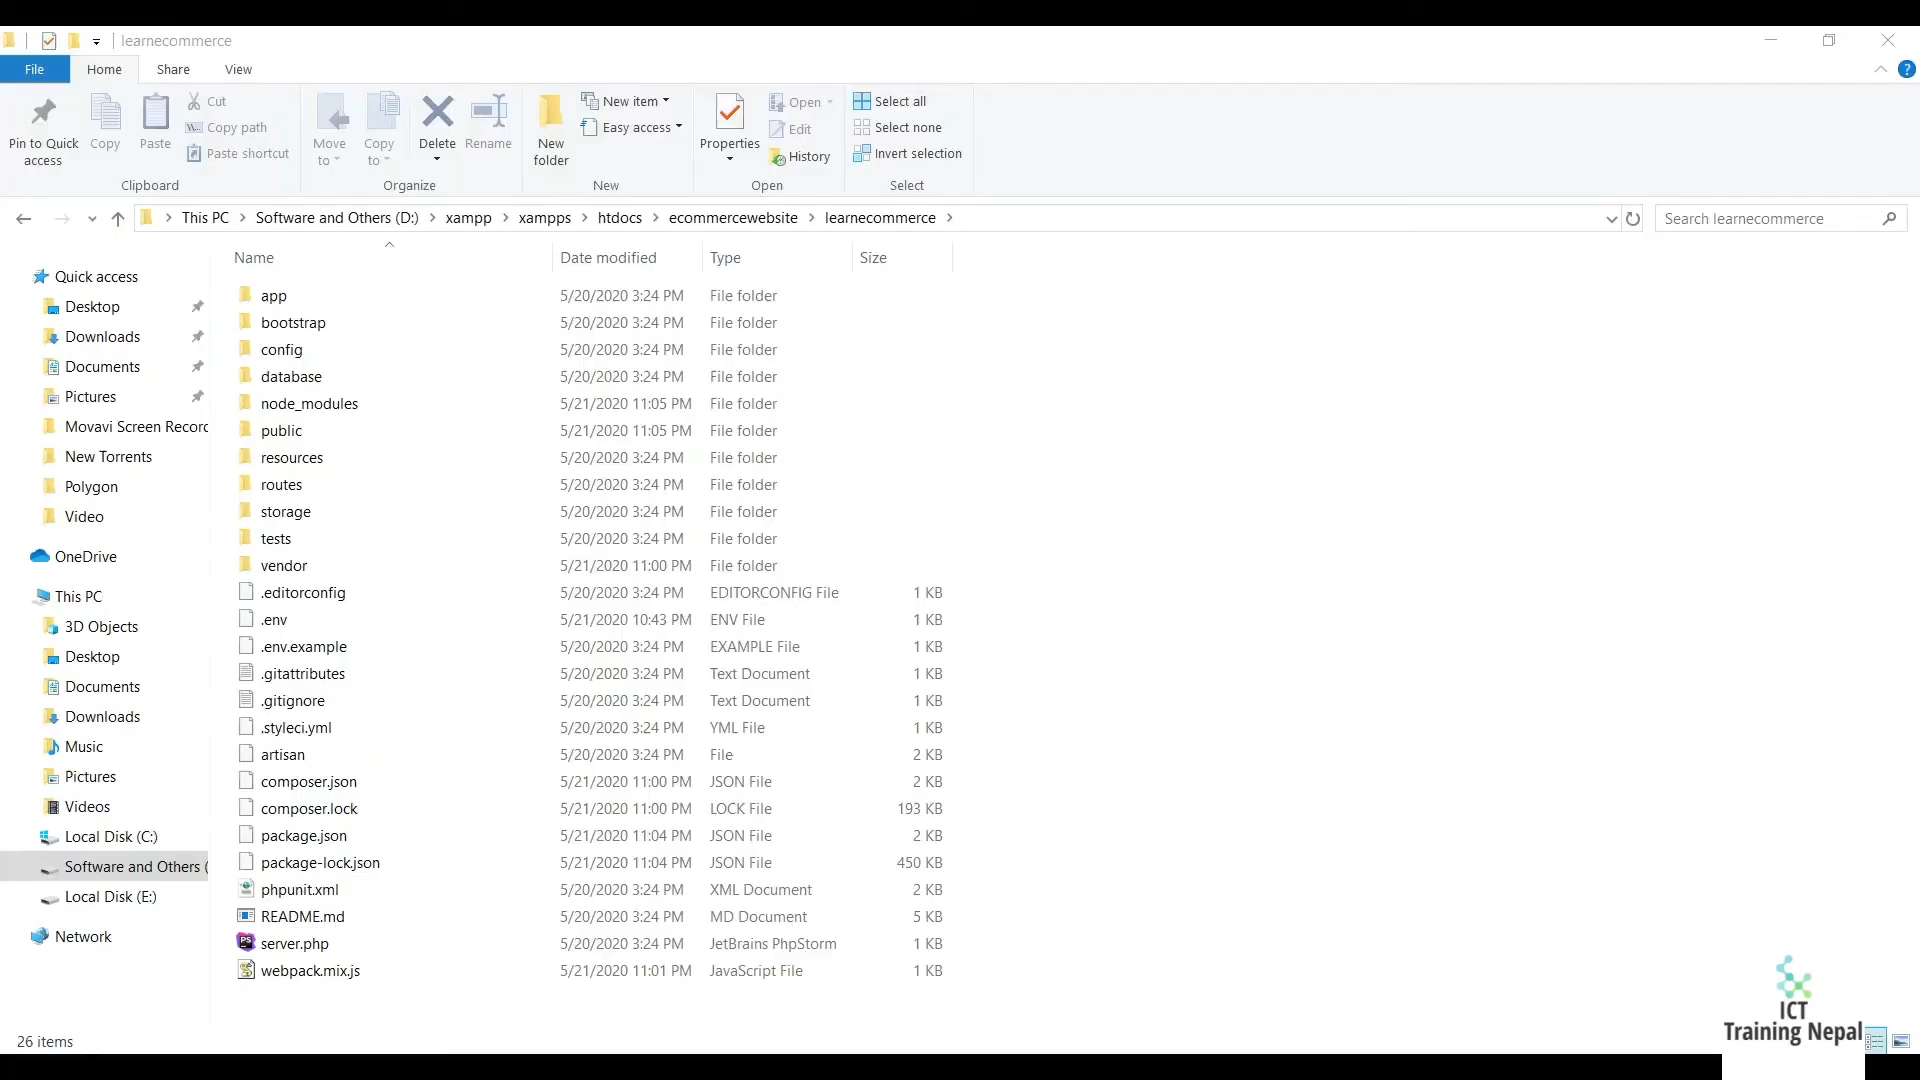 learnecommerce
File Home Share View
Pin to Quick access Copy Paste Cut Copy path Paste shortcut Move to Copy to Delete Rename New folder New item Easy access Properties Open Edit History Select all Select none Invert selection
Clipboard Organize New Open Select
This PC Software and Others (D:) xampp xampps htdocs ecommercewebsite learnecommerce Search learnecommerce
Name Date modified Type Size
Quick access
Desktop
Downloads
Documents
Pictures
Movavi Screen Record
New Torrents
Polygon
Video
OneDrive
This PC
3D Objects
Desktop
Documents
Downloads
Music
Pictures
Videos
Local Disk (C:)
Software and Others (
Local Disk (E:)
Network
app 5/20/2020 3:24 PM File folder
bootstrap 5/20/2020 3:24 PM File folder
config 5/20/2020 3:24 PM File folder
database 5/20/2020 3:24 PM File folder
node_modules 5/21/2020 11:05 PM File folder
public 5/21/2020 11:05 PM File folder
resources 5/20/2020 3:24 PM File folder
routes 5/20/2020 3:24 PM File folder
storage 5/20/2020 3:24 PM File folder
tests 5/20/2020 3:24 PM File folder
vendor 5/21/2020 11:00 PM File folder
.editorconfig 5/20/2020 3:24 PM EDITORCONFIG File 1 KB
.env 5/21/2020 10:43 PM ENV File 1 KB
.env.example 5/20/2020 3:24 PM EXAMPLE File 1 KB
.gitattributes 5/20/2020 3:24 PM Text Document 1 KB
.gitignore 5/20/2020 3:24 PM Text Document 1 KB
.styleci.yml 5/20/2020 3:24 PM YML File 1 KB
artisan 5/20/2020 3:24 PM File 2 KB
composer.json 5/21/2020 11:00 PM JSON File 2 KB
composer.lock 5/21/2020 11:00 PM LOCK File 193 KB
package.json 5/21/2020 11:04 PM JSON File 2 KB
package-lock.json 5/21/2020 11:04 PM JSON File 450 KB
phpunit.xml 5/20/2020 3:24 PM XML Document 2 KB
README.md 5/20/2020 3:24 PM MD Document 5 KB
server.php 5/20/2020 3:24 PM JetBrains PhpStorm 1 KB
webpack.mix.js 5/21/2020 11:01 PM JavaScript File 1 KB
26 items
ICT
Training Nepal